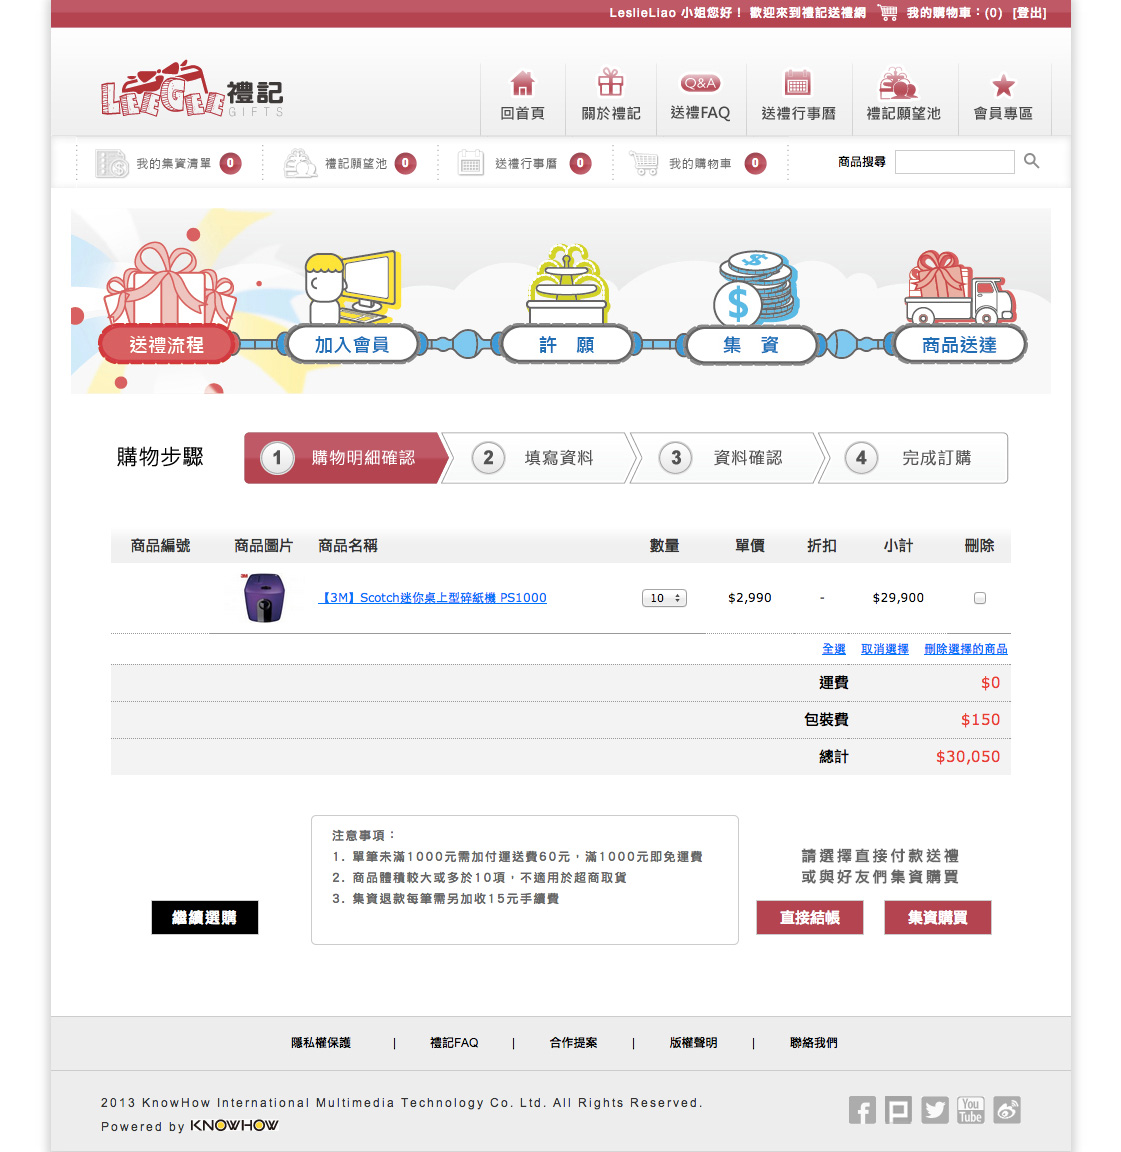 LeslieLiao 小姐您好！ 歡迎來到禮記送禮網 我的購物車：(0) [登出]
LEEGEE禮記
GIFTS
回首頁 關於禮記 Q&A 送禮FAQ 送禮行事曆 禮記願望池 會員專區
我的集資清單 0 禮記願望池 0 送禮行事曆 0 我的購物車 0 商品搜尋
送禮流程 加入會員 許 願 集 資 商品送達
購物步驟 1 購物明細確認 2 填寫資料 3 資料確認 4 完成訂購
商品編號 商品圖片 商品名稱 數量 單價 折扣 小計 刪除
【3M】Scotch迷你桌上型碎紙機 PS1000 10 $2,990 - $29,900
全選 取消選擇 刪除選擇的商品
運費 $0
包裝費 $150
總計 $30,050
注意事項：
1. 單筆未滿1000元需加付運送費60元，滿1000元即免運費
2. 商品體積較大或多於10項，不適用於超商取貨
3. 集資退款每筆需另加收15元手續費
請選擇直接付款送禮
或與好友們集資購買
繼續選購 直接結帳 集資購買
隱私權保護 | 禮記FAQ | 合作提案 | 版權聲明 | 聯絡我們
2013 KnowHow International Multimedia Technology Co. Ltd. All Rights Reserved.
Powered by KNOWHOW
You
Tube